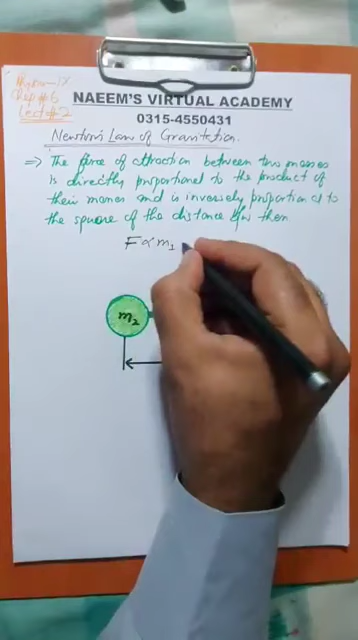 Physics-IX
Chap#6
Lect#2
NAEEM'S VIRTUAL ACADEMY
0315-4550431
Newton's Law of Gravitation.
⇒ The force of attraction between two masses
is directly proportional to the product of
their masses and is inversely proportional to
the square of the distance b/w them
F ∝ m₁
m₂